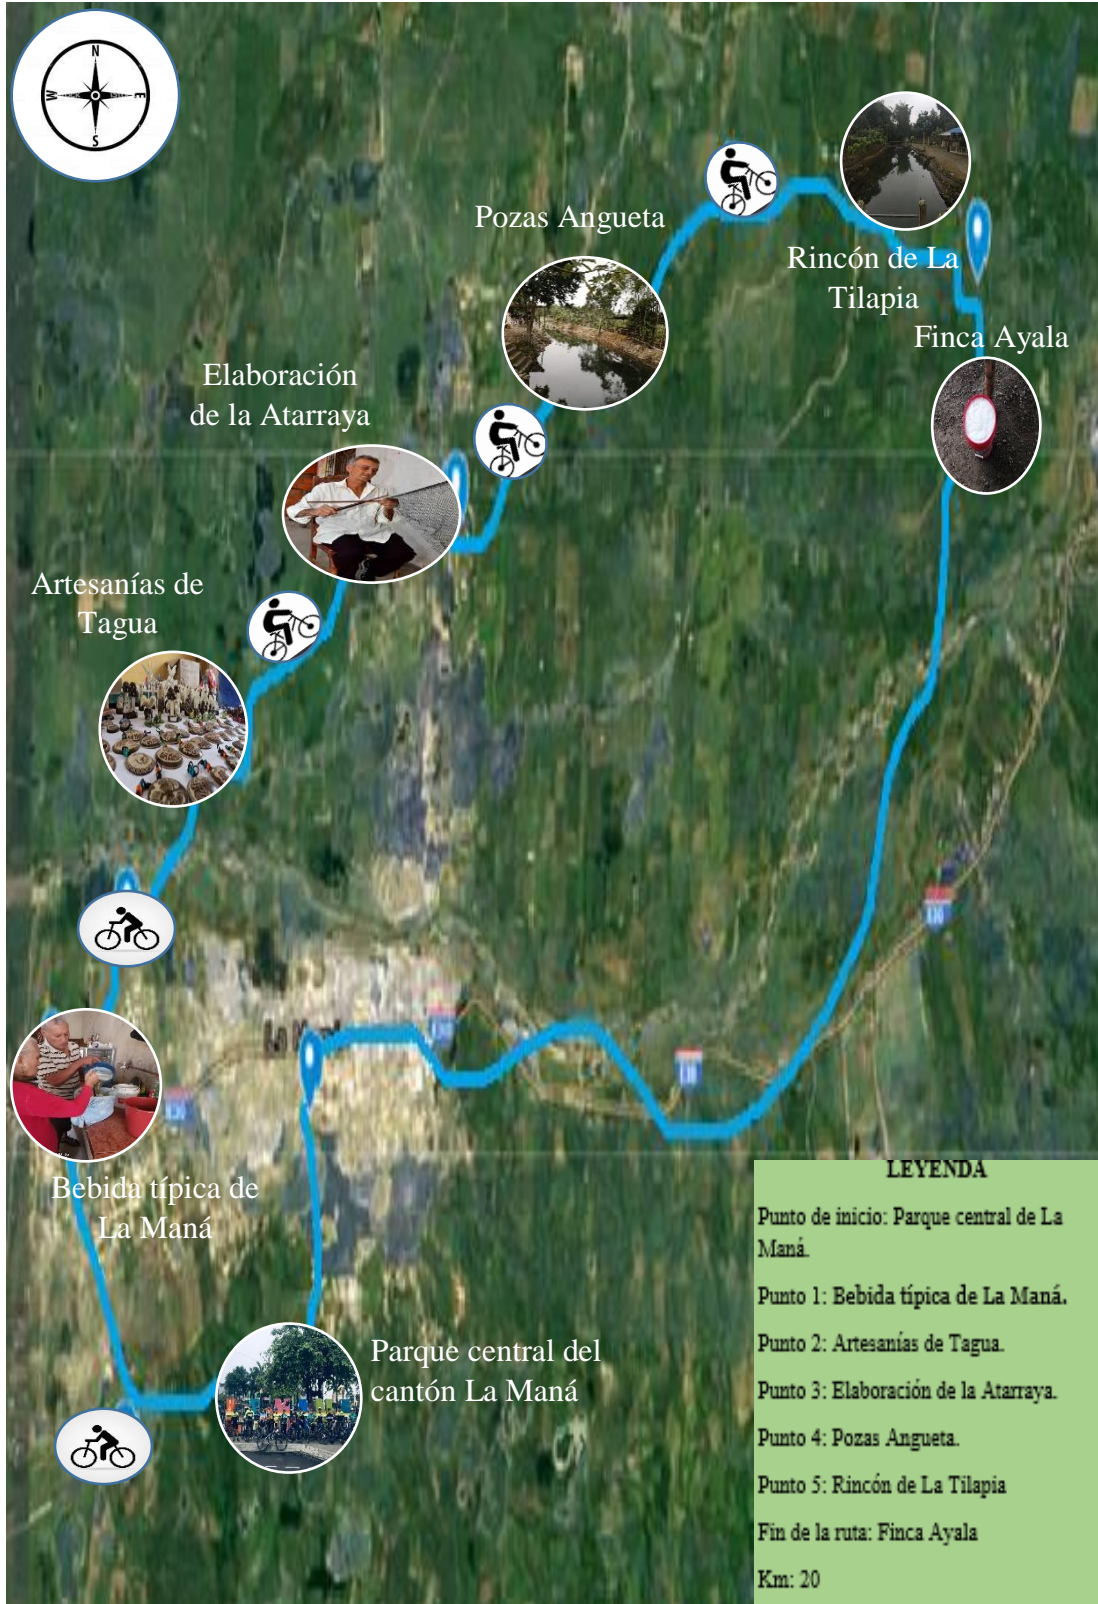 N
W
E
S
Pozas Angueta
Rincón de La
Tilapia
Finca Ayala
Elaboración
de la Atarraya
Artesanías de
Tagua
E30
E30
E30
Bebida típica de
La Maná
Parque central del
cantón La Maná
LEYENDA
Punto de inicio: Parque central de La
Maná.
Punto 1: Bebida típica de La Maná.
Punto 2: Artesanías de Tagua.
Punto 3: Elaboración de la Atarraya.
Punto 4: Pozas Angueta.
Punto 5: Rincón de La Tilapia
Fin de la ruta: Finca Ayala
Km: 20